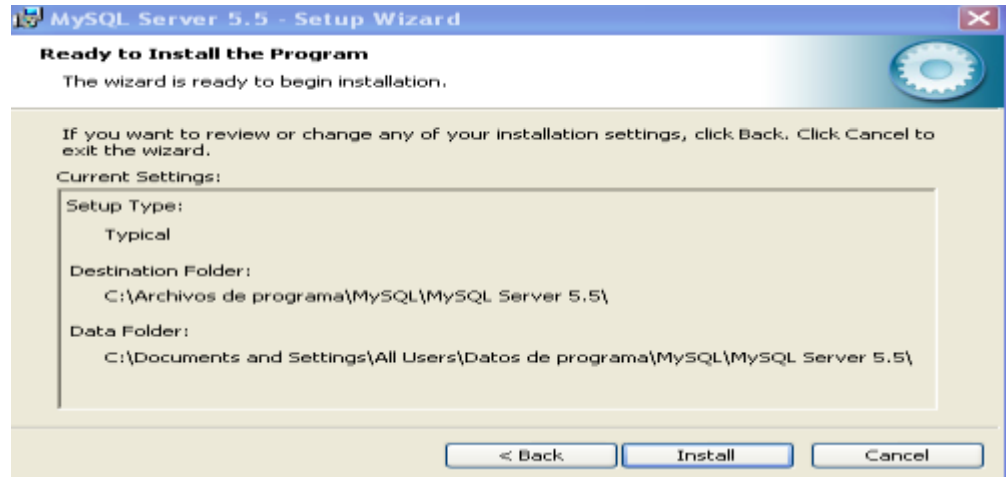 MySQL Server 5.5 - Setup Wizard
Ready to Install the Program
The wizard is ready to begin installation.
If you want to review or change any of your installation settings, click Back. Click Cancel to
exit the wizard.
Current Settings:
Setup Type:
Typical
Destination Folder:
C:\Archivos de programa\MySQL\MySQL Server 5.5\
Data Folder:
C:\Documents and Settings\All Users\Datos de programa\MySQL\MySQL Server 5.5\
< Back
Install
Cancel